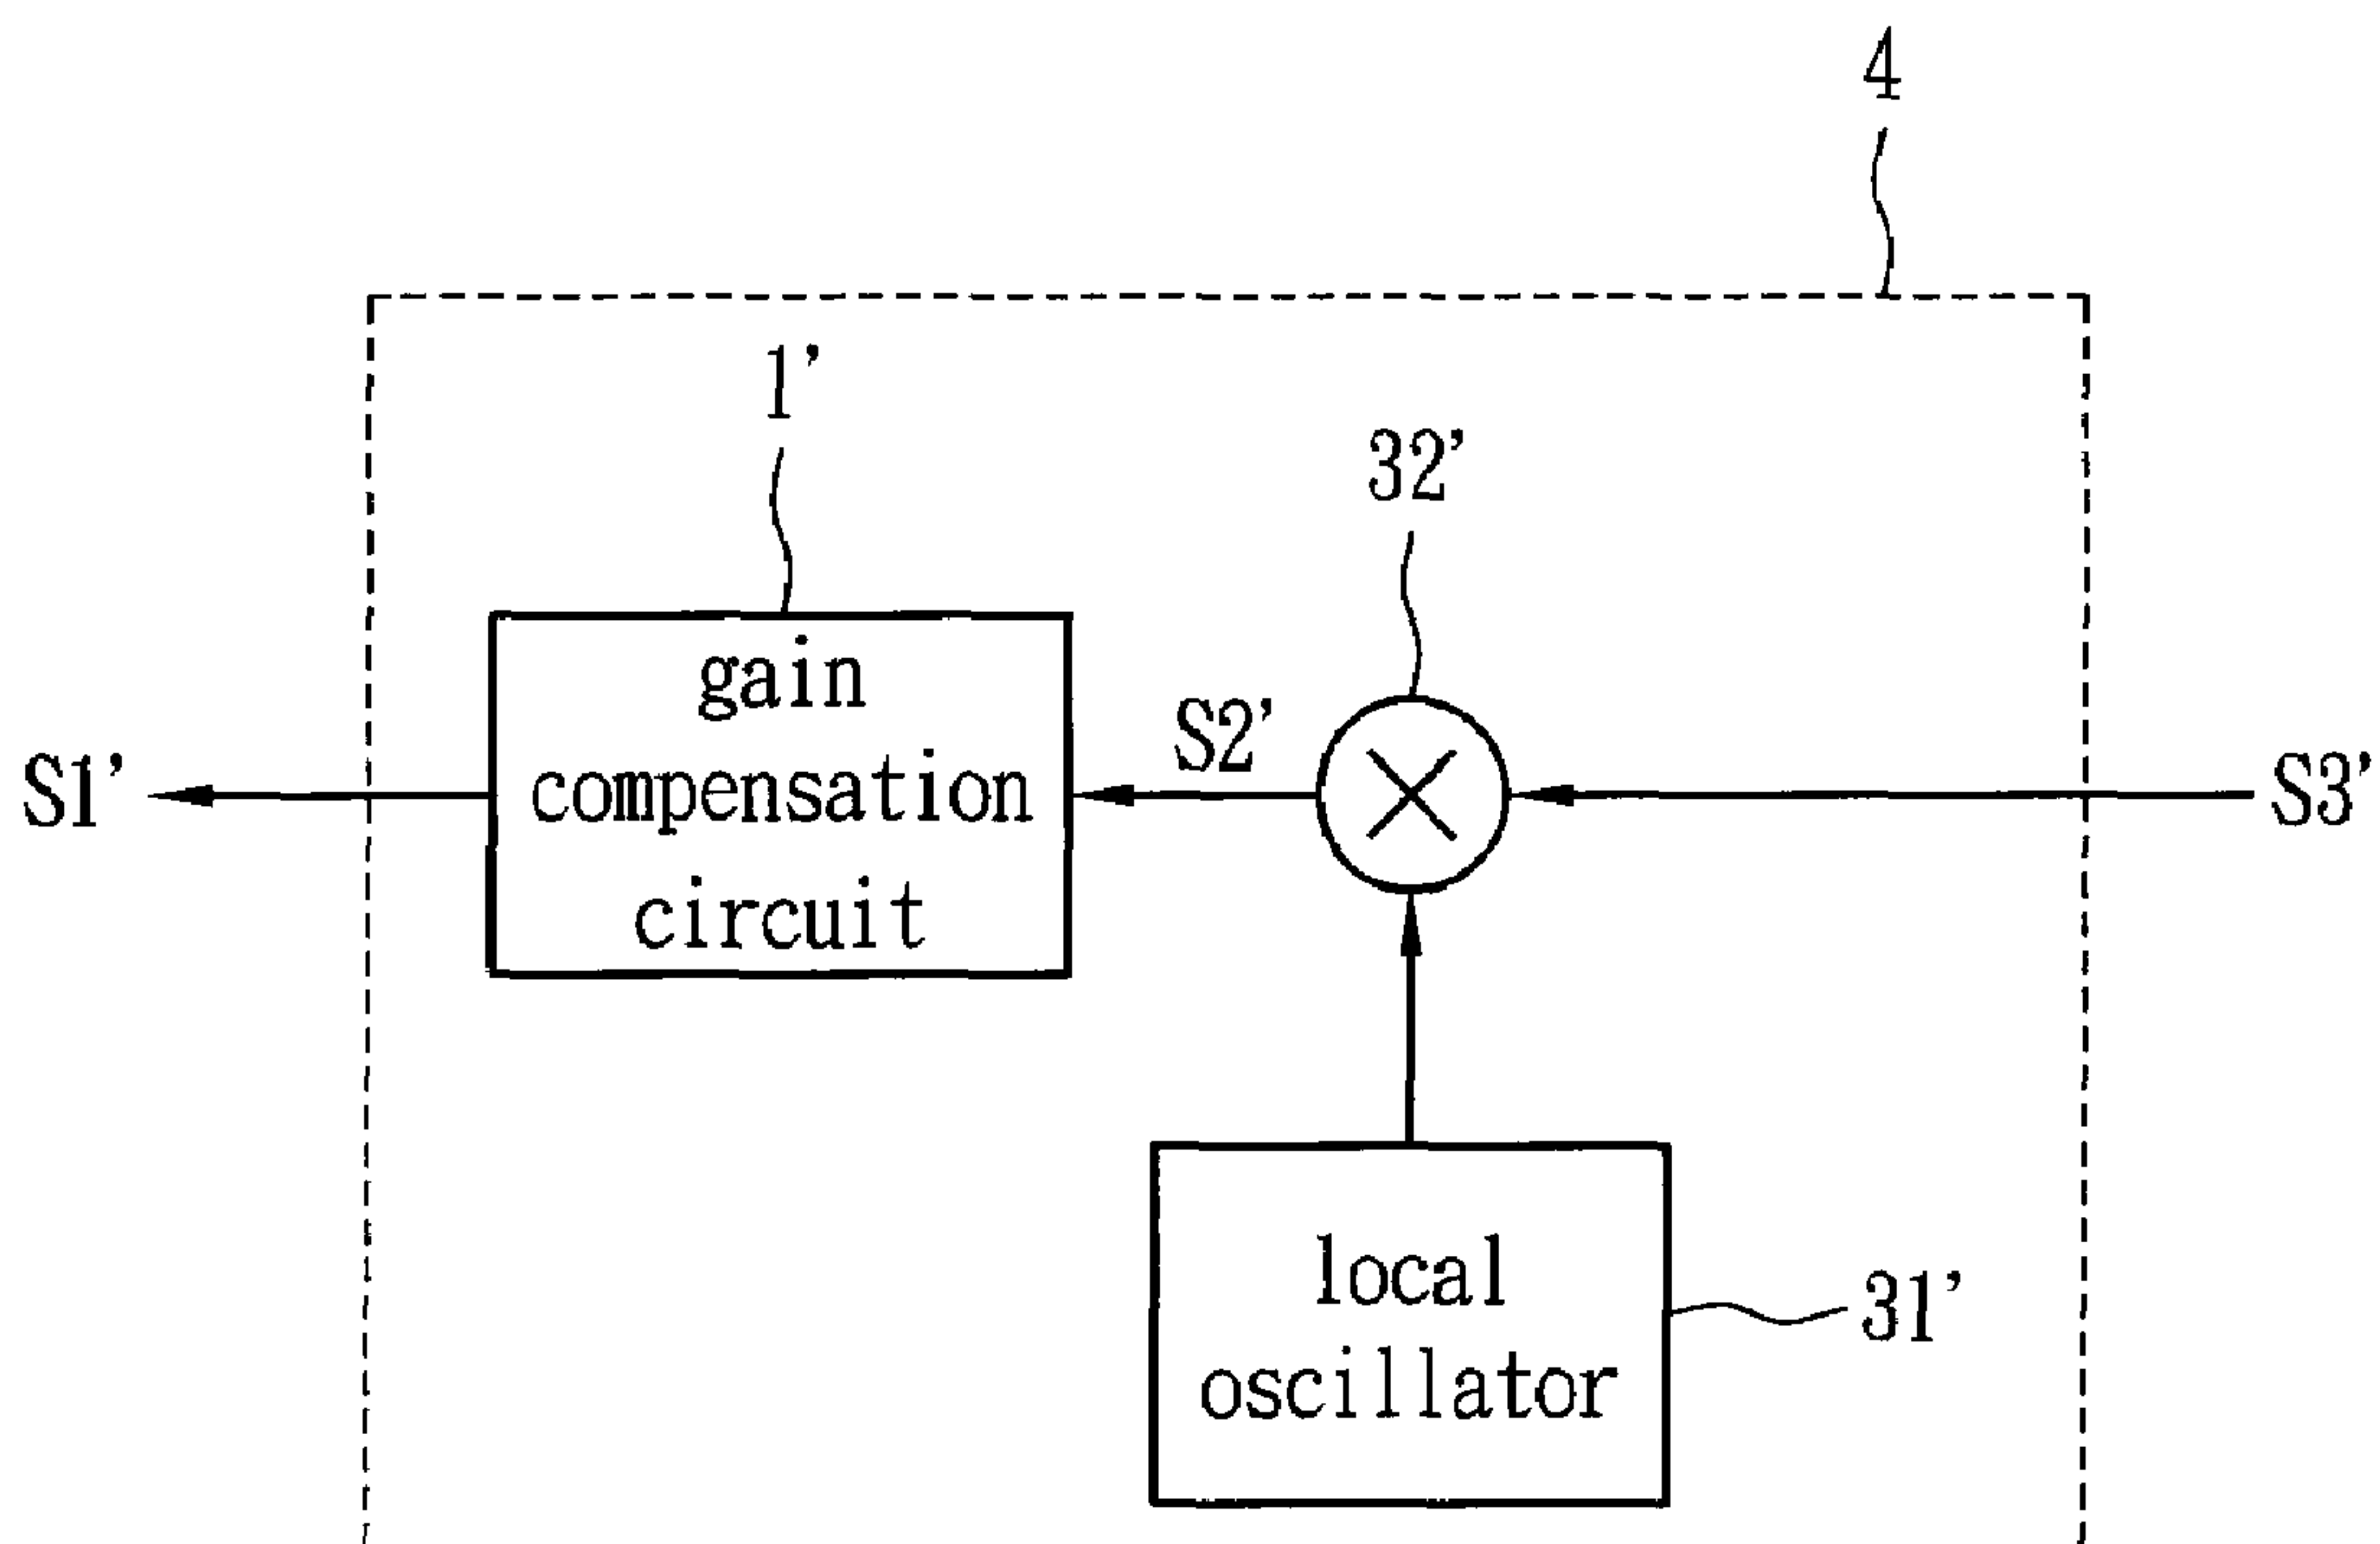 4
1'
32'
gain
compensation
circuit
S2'
S1'
S3'
local
oscillator
31'